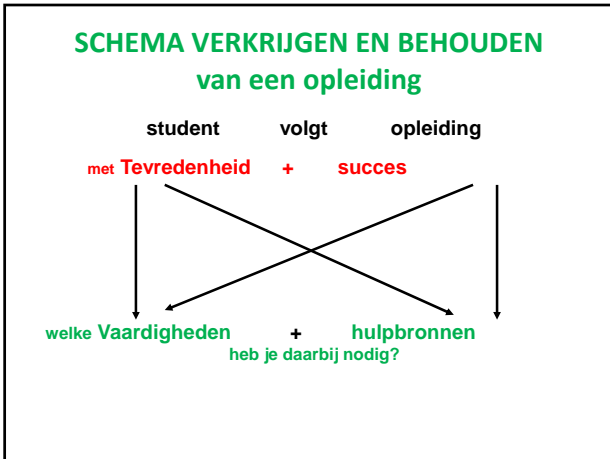 SCHEMA VERKRIJGEN EN BEHOUDEN
van een opleiding
student volgt opleiding
met Tevredenheid + succes
welke Vaardigheden + hulpbronnen
heb je daarbij nodig?